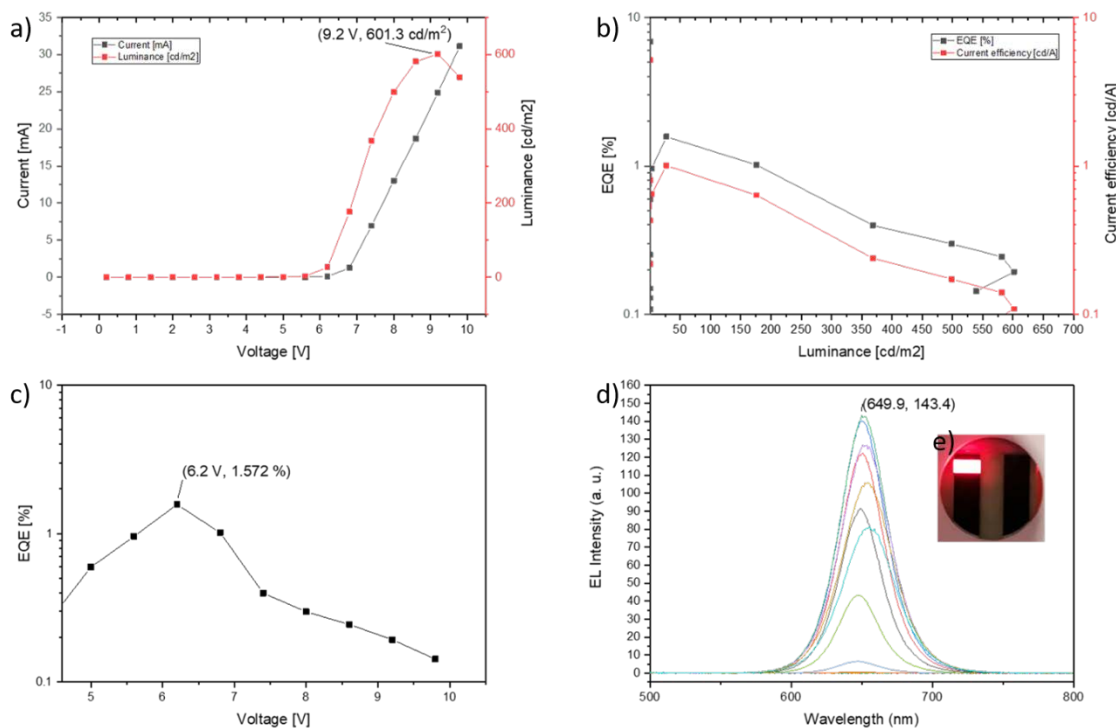 a)
(9.2 V, 601.3 cd/m²)
Current [mA]
Luminance [cd/m2]
35
30
25
20
15
10
5
0
-5
Current [mA]
600
400
200
0
Luminance [cd/m2]
-1 0 1 2 3 4 5 6 7 8 9 10
Voltage [V]
b)
EQE [%]
Current efficiency [cd/A]
10
1
0.1
EQE [%]
10
1
0.1
Current efficiency [cd/A]
50 100 150 200 250 300 350 400 450 500 550 600 650 700
Luminance [cd/m2]
c)
(6.2 V, 1.572 %)
10
1
0.1
EQE [%]
5 6 7 8 9 10
Voltage [V]
d)
(649.9, 143.4)
e)
160
150
140
130
120
110
100
90
80
70
60
50
40
30
20
10
0
EL Intensity (a. u.)
500 600 700 800
Wavelength (nm)